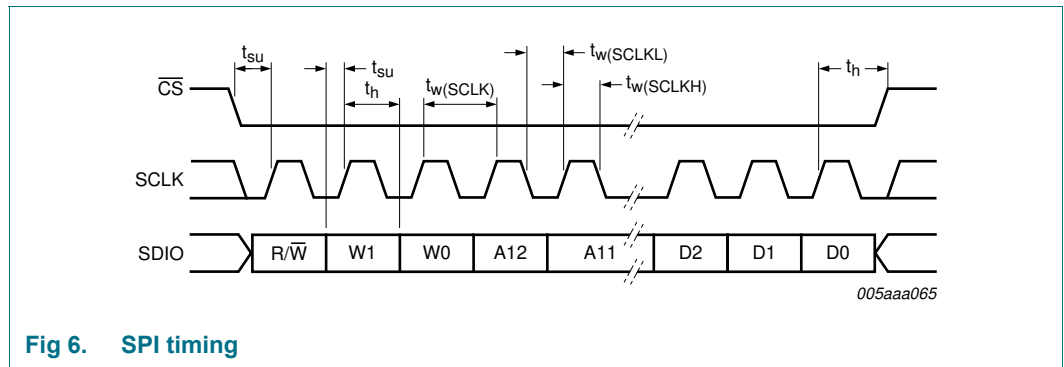 tsu
tsu
th
tw(SCLK)
tw(SCLKL)
tw(SCLKH)
th
CS
SCLK
SDIO
R/W W1 W0 A12 A11 D2 D1 D0
005aaa065
Fig 6. SPI timing